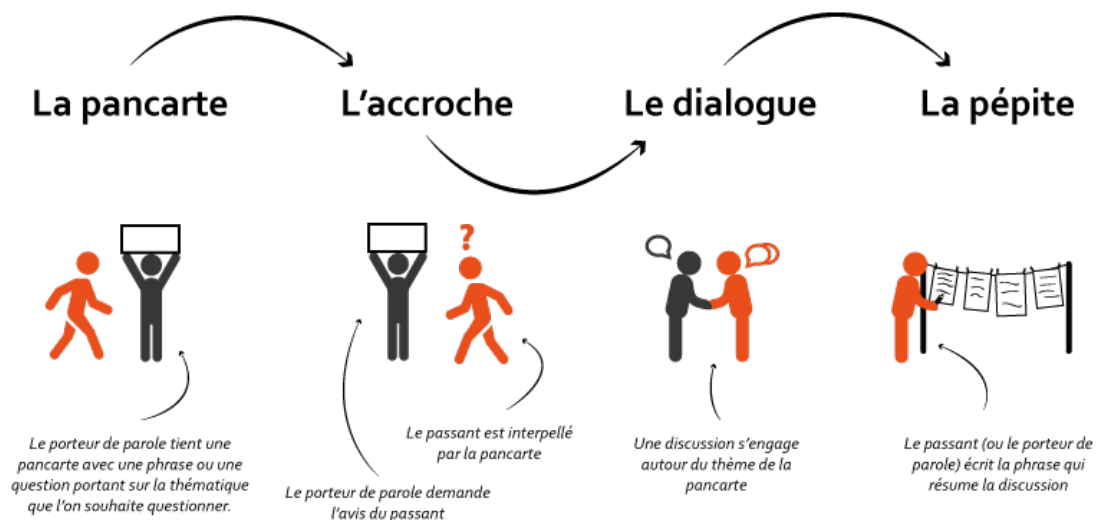 La pancarte
L'accroche
Le dialogue
La pépite
?
Le porteur de parole tient une
pancarte avec une phrase ou une
question portant sur la thématique
que l'on souhaite questionner.
Le passant est interpellé
par la pancarte
Le porteur de parole demande
l'avis du passant
Une discussion s'engage
autour du thème de la
pancarte
Le passant (ou le porteur de
parole) écrit la phrase qui
résume la discussion